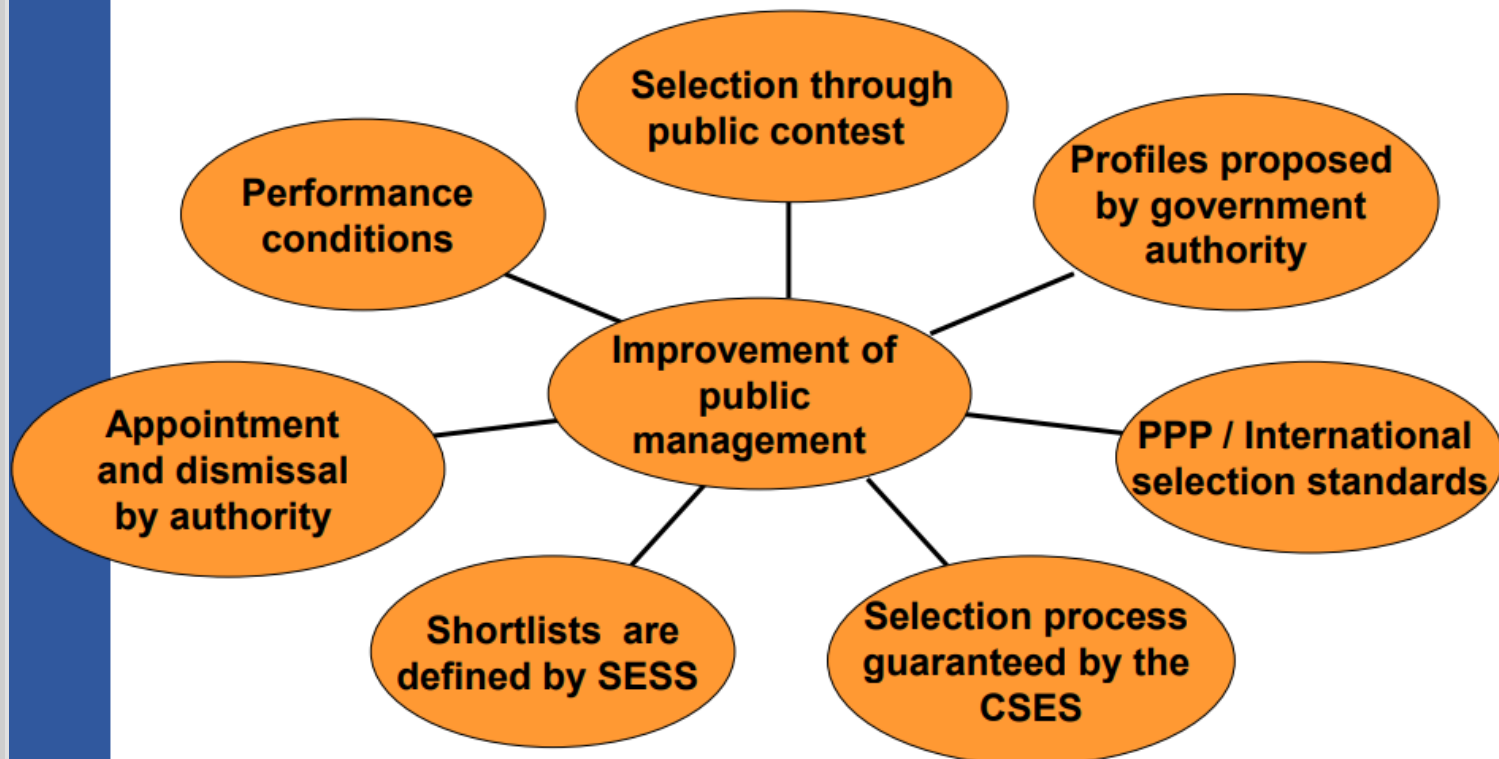 Selection through
public contest
Profiles proposed
by government
authority
PPP / International
selection standards
Selection process
guaranteed by the
CSES
Shortlists are
defined by SESS
Appointment
and dismissal
by authority
Performance
conditions
Improvement of
public
management